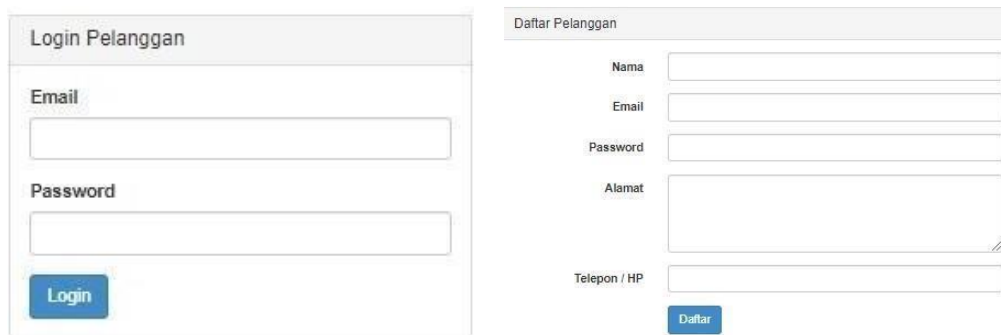 Login Pelanggan
Email
Password
Login
Daftar Pelanggan
Nama
Email
Password
Alamat
Telepon / HP
Daftar